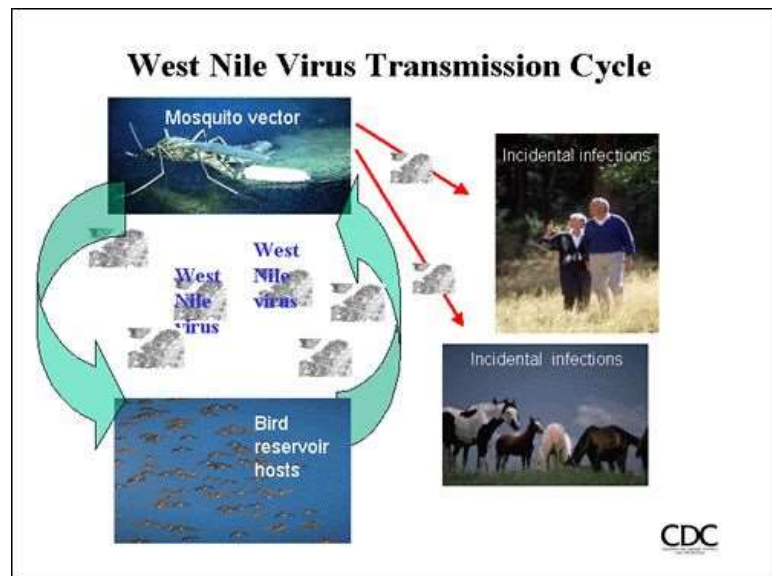 West Nile Virus Transmission Cycle
Mosquito vector
Incidental infections
West
Nile
virus
West
Nile
virus
Incidental infections
Bird
reservoir
hosts
CDC